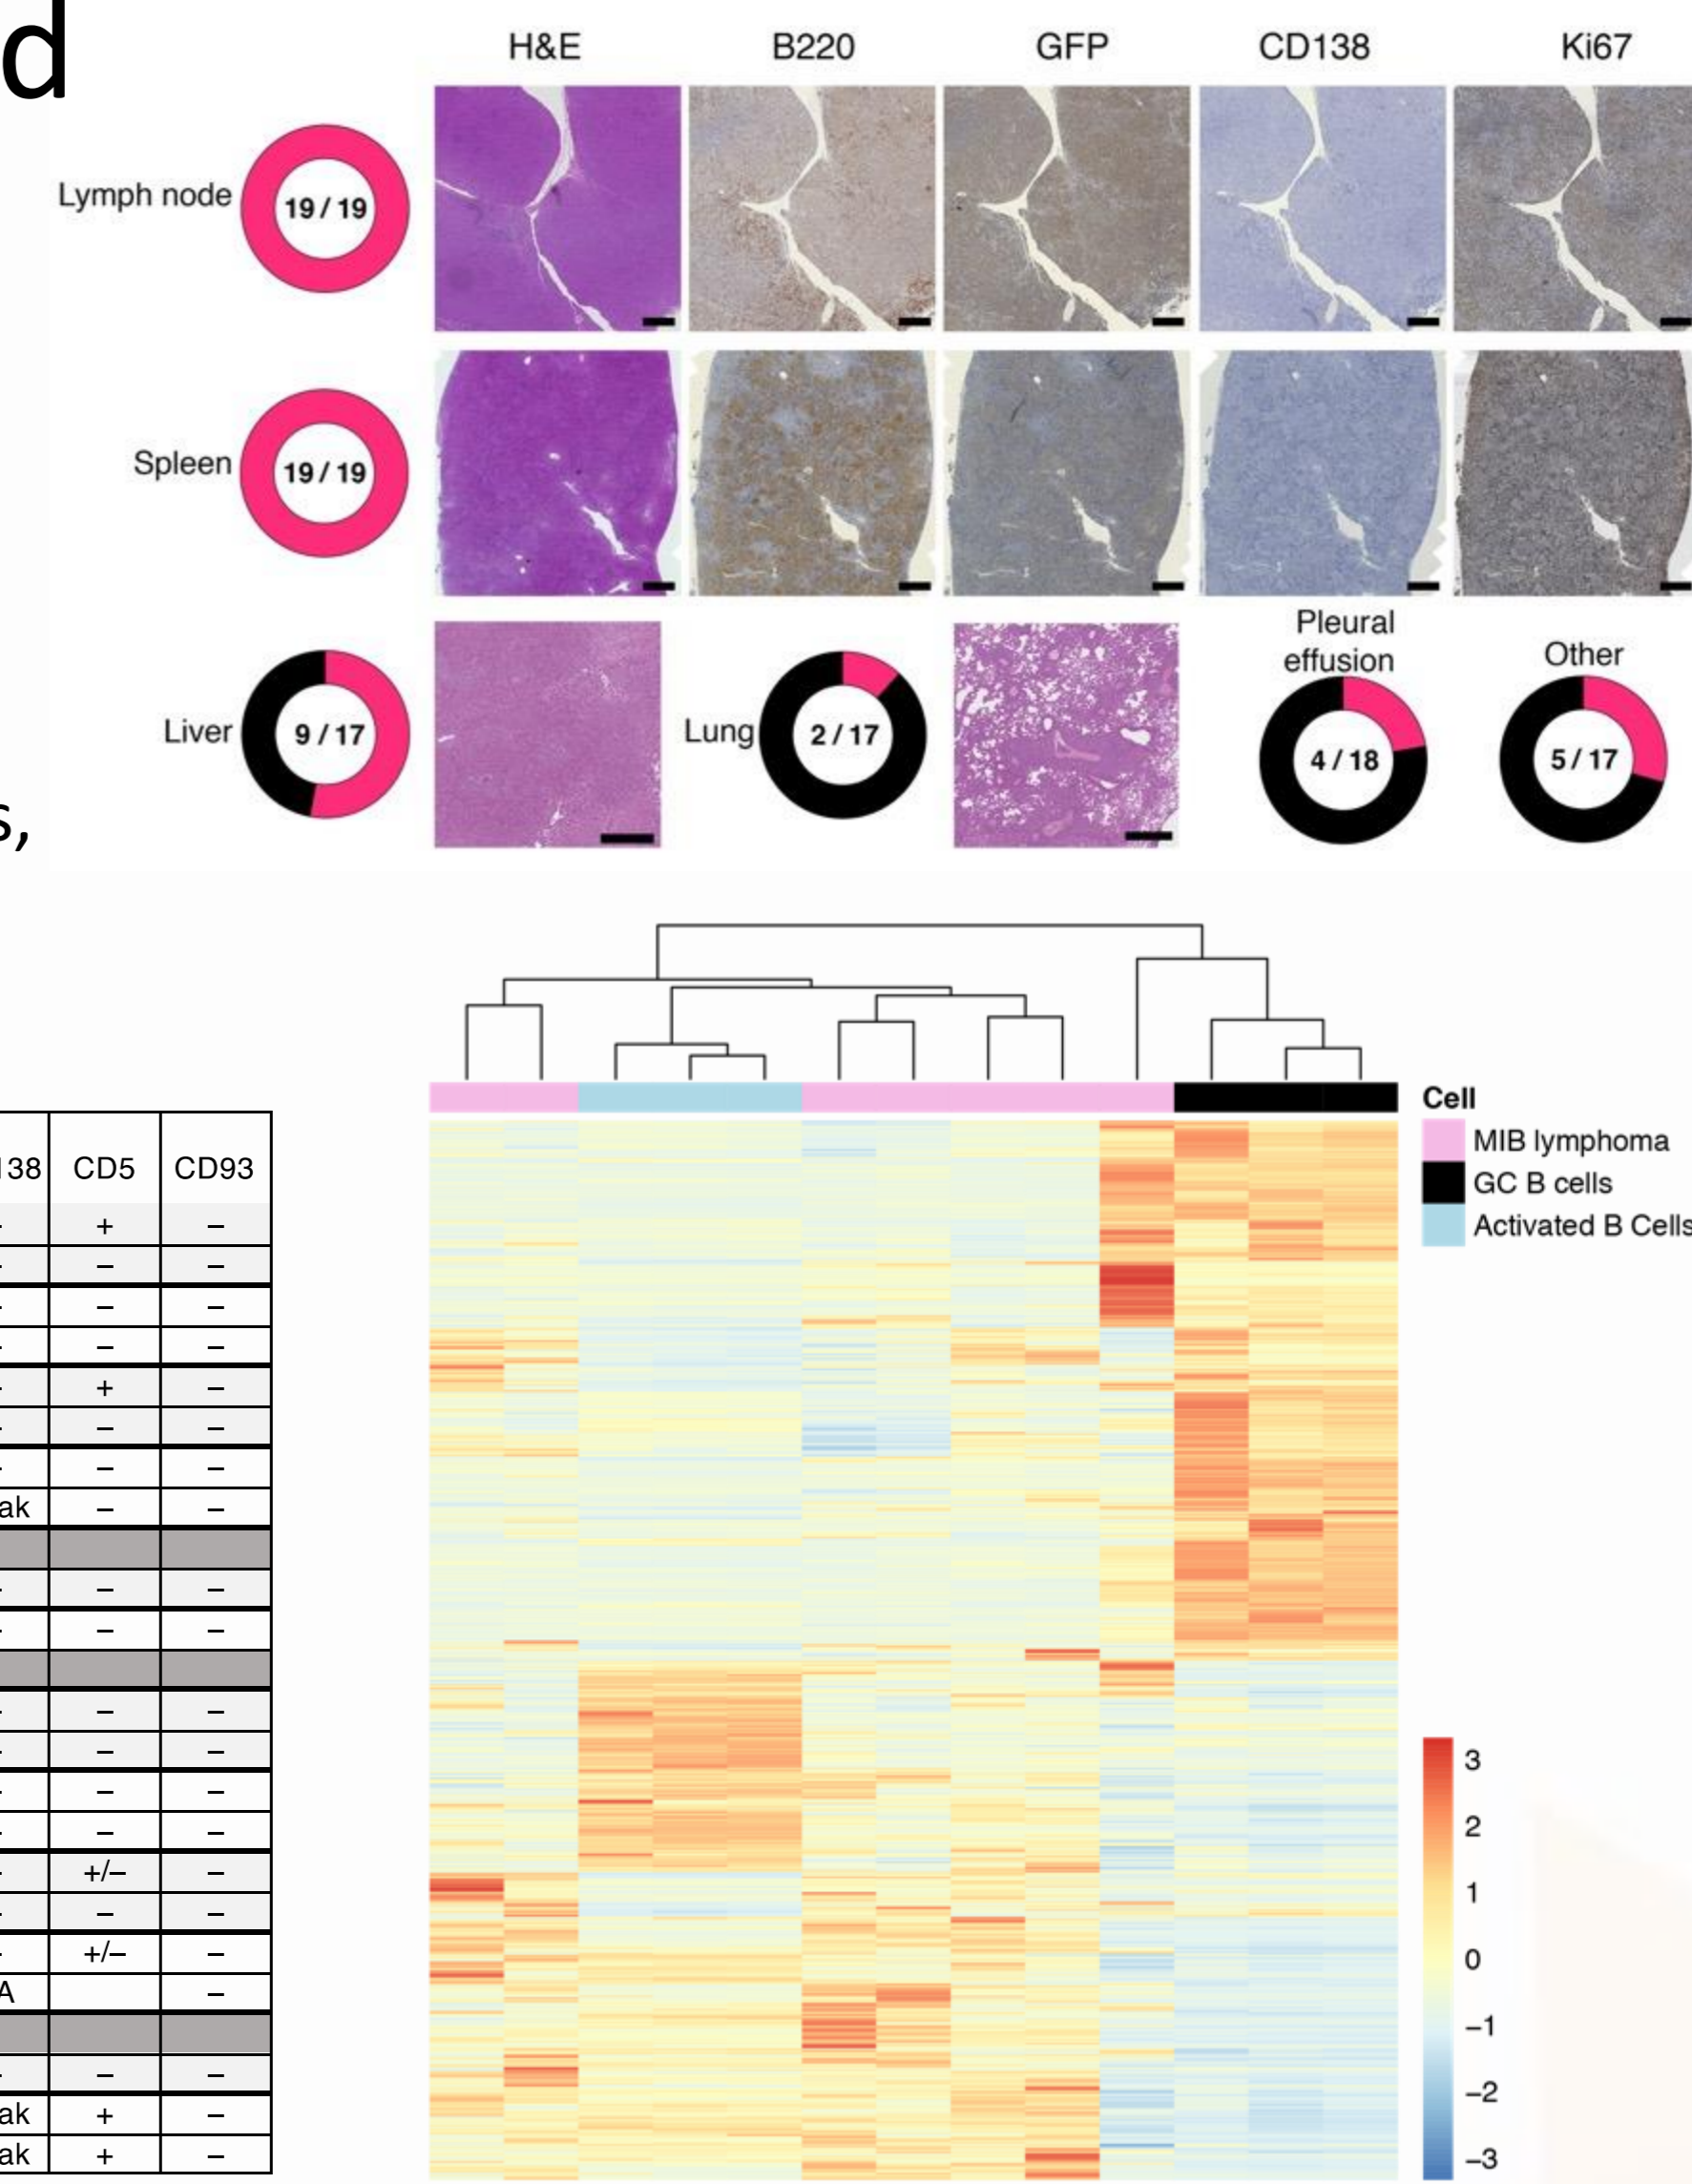 d
H&E B220 GFP CD138 Ki67
Lymph node 19 / 19
Spleen 19 / 19
Pleural
effusion
Other
Liver 9 / 17 Lung 2 / 17 4 / 18 5 / 17
s,
Cell
MIB lymphoma
GC B cells
Activated B Cells
138 CD5 CD93
– + –
– – –
– – –
– – –
– + –
– – –
– – –
ak – –
– – –
– – –
– – –
– – –
– – –
– – –
– +/– –
– – –
– +/– –
A –
– – –
ak + –
ak + –
3
2
1
0
–1
–2
–3